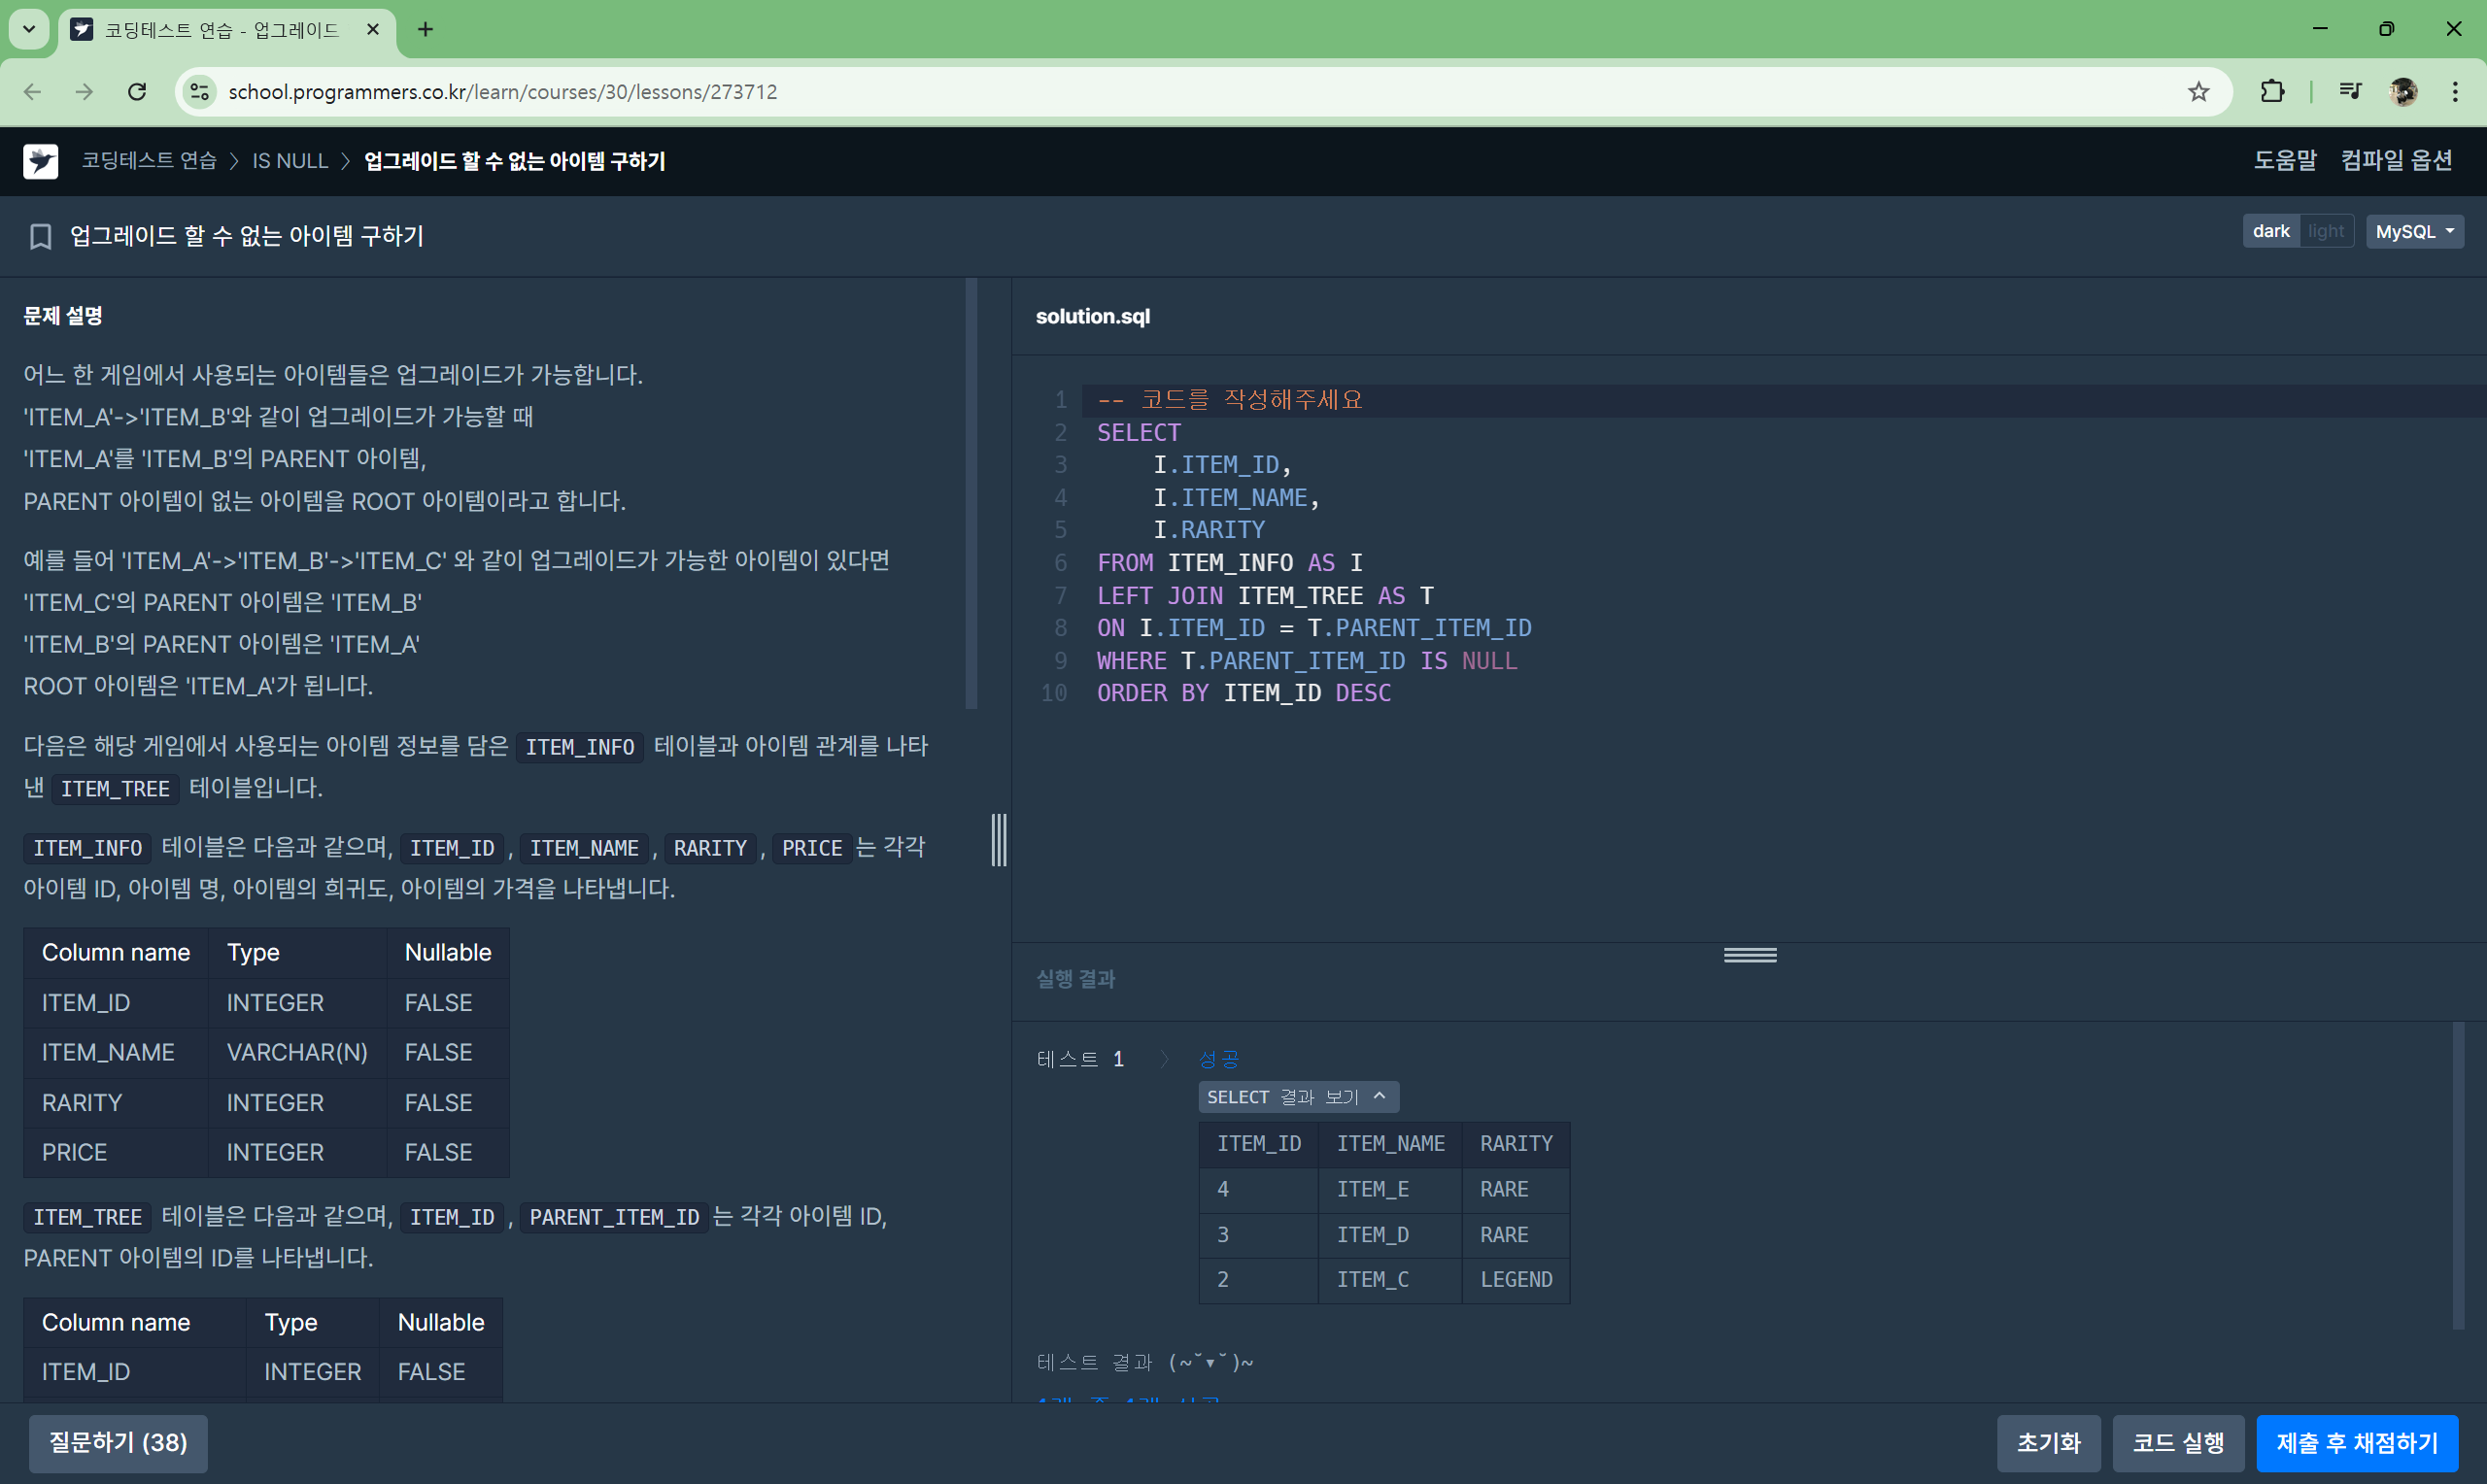 코딩테스트 연습 - 업그레이드
school.programmers.co.kr/learn/courses/30/lessons/273712
코딩테스트 연습 > IS NULL > 업그레이드 할 수 없는 아이템 구하기
도움말 컴파일 옵션
업그레이드 할 수 없는 아이템 구하기
dark light MySQL
문제 설명
어느 한 게임에서 사용되는 아이템들은 업그레이드가 가능합니다.
'ITEM_A'->'ITEM_B'와 같이 업그레이드가 가능할 때
'ITEM_A'를 'ITEM_B'의 PARENT 아이템,
PARENT 아이템이 없는 아이템을 ROOT 아이템이라고 합니다.
예를 들어 'ITEM_A'->'ITEM_B'->'ITEM_C' 와 같이 업그레이드가 가능한 아이템이 있다면
'ITEM_C'의 PARENT 아이템은 'ITEM_B'
'ITEM_B'의 PARENT 아이템은 'ITEM_A'
ROOT 아이템은 'ITEM_A'가 됩니다.
다음은 해당 게임에서 사용되는 아이템 정보를 담은 ITEM_INFO 테이블과 아이템 관계를 나타
낸 ITEM_TREE 테이블입니다.
ITEM_INFO 테이블은 다음과 같으며, ITEM_ID , ITEM_NAME , RARITY , PRICE 는 각각
아이템 ID, 아이템 명, 아이템의 희귀도, 아이템의 가격을 나타냅니다.
Column name Type Nullable
ITEM_ID INTEGER FALSE
ITEM_NAME VARCHAR(N) FALSE
RARITY INTEGER FALSE
PRICE INTEGER FALSE
ITEM_TREE 테이블은 다음과 같으며, ITEM_ID , PARENT_ITEM_ID 는 각각 아이템 ID,
PARENT 아이템의 ID를 나타냅니다.
Column name Type Nullable
ITEM_ID INTEGER FALSE
solution.sql
1 -- 코드를 작성해주세요
2 SELECT
3 I.ITEM_ID,
4 I.ITEM_NAME,
5 I.RARITY
6 FROM ITEM_INFO AS I
7 LEFT JOIN ITEM_TREE AS T
8 ON I.ITEM_ID = T.PARENT_ITEM_ID
9 WHERE T.PARENT_ITEM_ID IS NULL
10 ORDER BY ITEM_ID DESC
실행 결과
테스트 1 > 성공
SELECT 결과 보기
ITEM_ID ITEM_NAME RARITY
4 ITEM_E RARE
3 ITEM_D RARE
2 ITEM_C LEGEND
테스트 결과 (~˘▾˘)~
질문하기 (38)
초기화 코드 실행 제출 후 채점하기